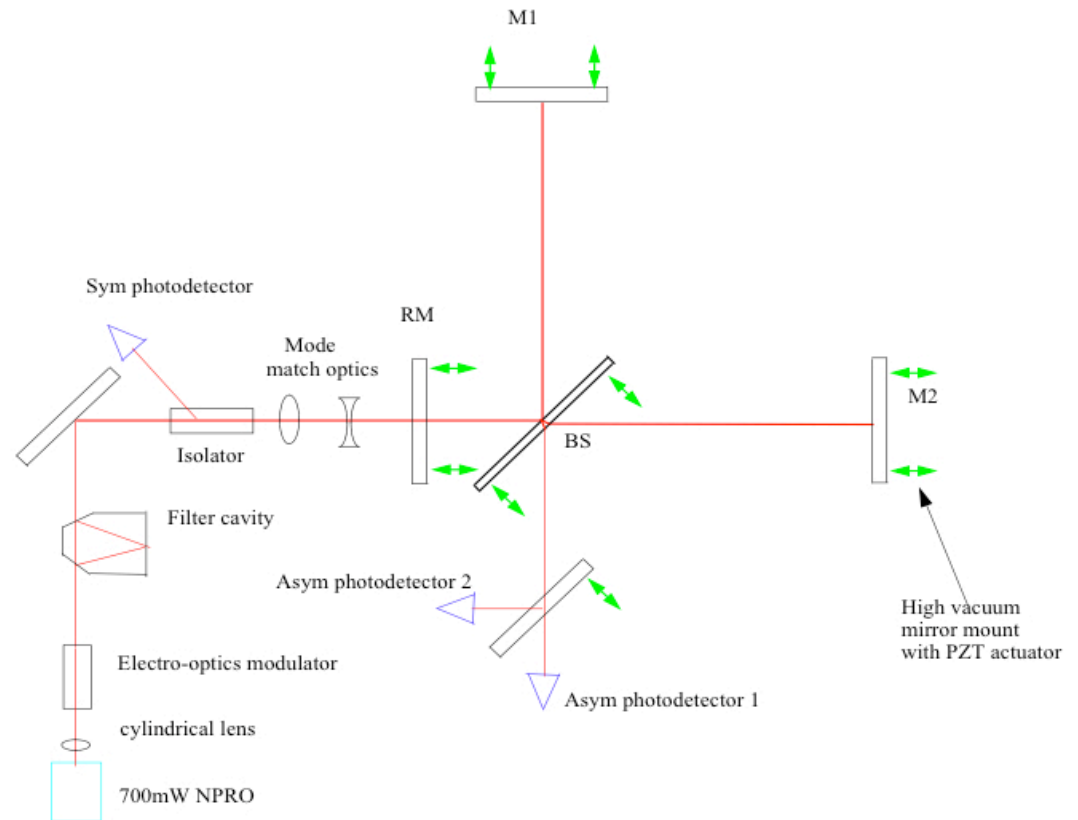 M1
Sym photodetector
RM
Mode
match optics
M2
Isolator
BS
Filter cavity
Asym photodetector 2
High vacuum
mirror mount
with PZT actuator
Electro-optics modulator
Asym photodetector 1
cylindrical lens
700mW NPRO